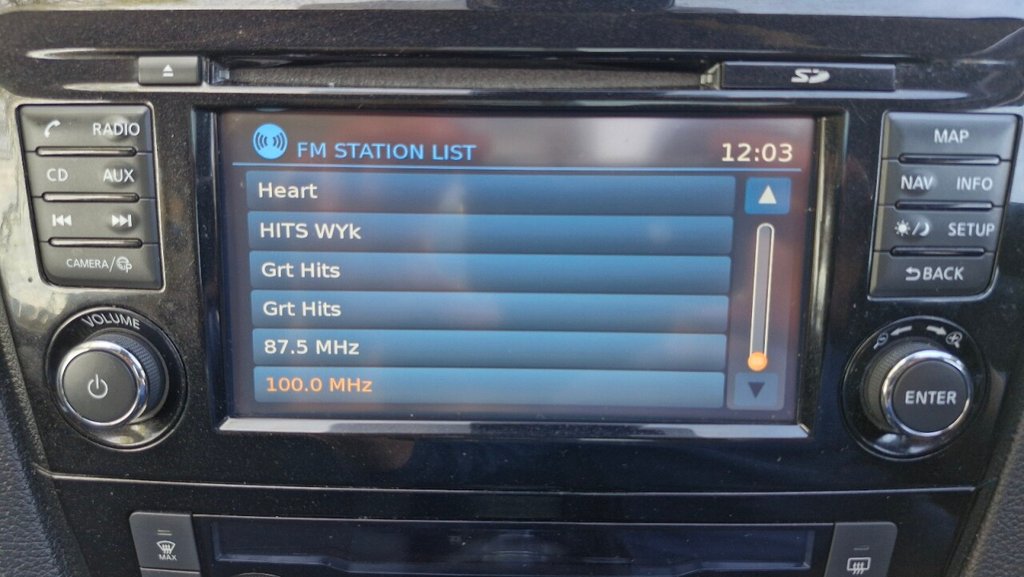 SD
RADIO
CD AUX
CAMERA/
VOLUME
FM STATION LIST 12:03
Heart
HITS WYk
Grt Hits
Grt Hits
87.5 MHz
100.0 MHz
MAP
NAV INFO
SETUP
BACK
ENTER
MAX